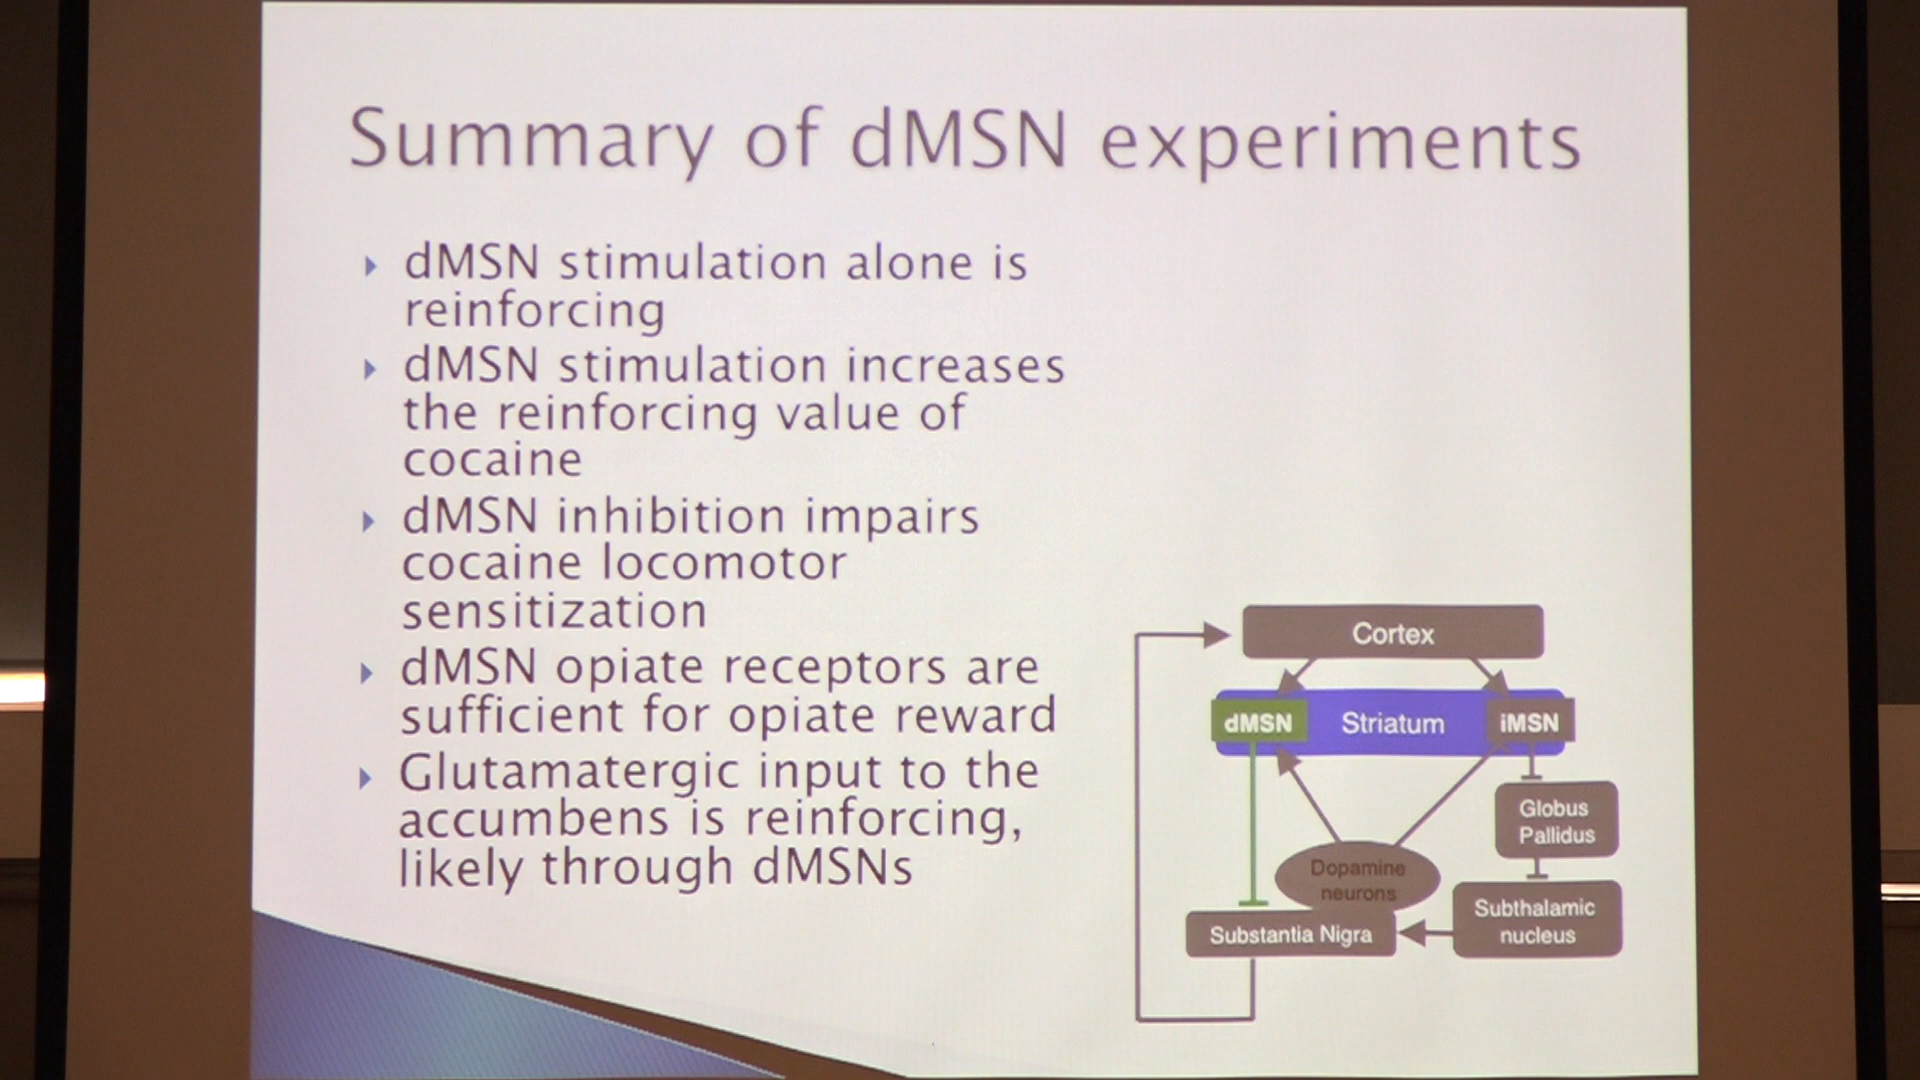 Summary of dMSN experiments
dMSN stimulation alone is
reinforcing
dMSN stimulation increases
the reinforcing value of
cocaine
dMSN inhibition impairs
cocaine locomotor
sensitization
dMSN opiate receptors are
sufficient for opiate reward
Glutamatergic input to the
accumbens is reinforcing,
likely through dMSNs
Cortex
dMSN
Striatum
iMSN
Globus
Pallidus
Dopamine
neurons
Subthalamic
nucleus
Substantia Nigra